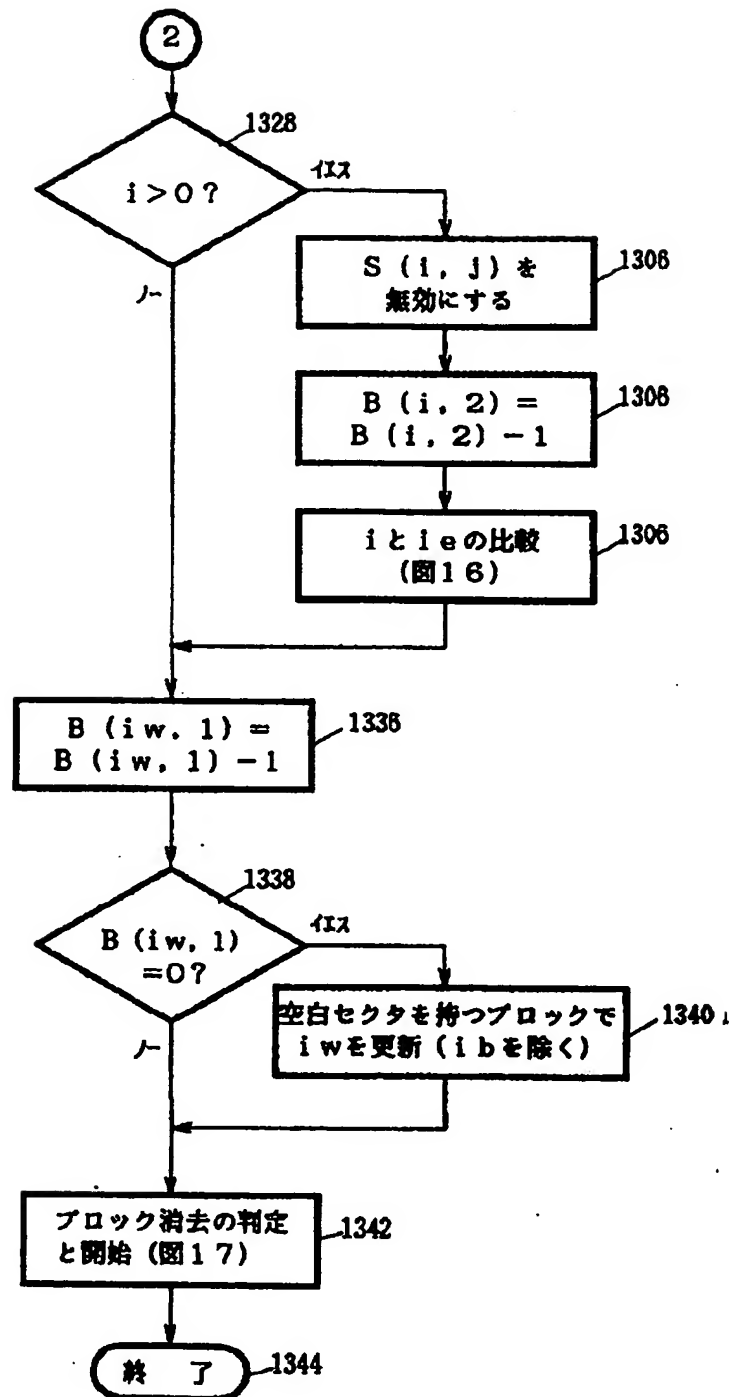 2
1328
i>0?
イエス
ノー
S (i, j) を
無効にする
1306
B (i, 2) =
B (i, 2) −1
1306
iとieの比較
(図16)
1306
B (iw, 1) =
B (iw, 1) −1
1336
1338
B (iw, 1)
=0?
イエス
ノー
空白セクタを持つブロックで
iwを更新 (ibを除く)
1340
ブロック消去の判定
と開始 (図17)
1342
終 了
1344